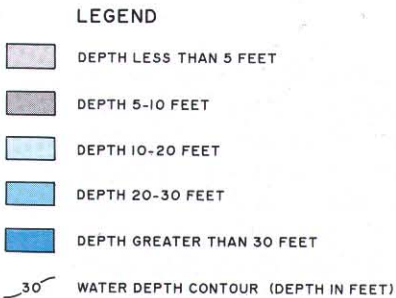 LEGEND
DEPTH LESS THAN 5 FEET
DEPTH 5-10 FEET
DEPTH 10-20 FEET
DEPTH 20-30 FEET
DEPTH GREATER THAN 30 FEET
30 WATER DEPTH CONTOUR (DEPTH IN FEET)